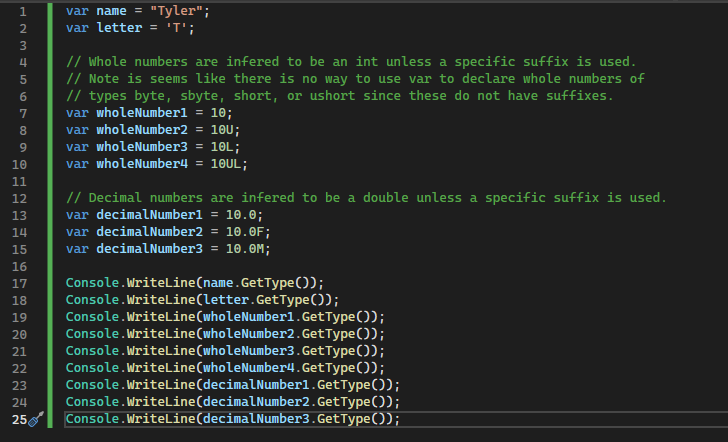 1 var name = "Tyler";
2 var letter = 'T';
3
4 // Whole numbers are infered to be an int unless a specific suffix is used.
5 // Note is seems like there is no way to use var to declare whole numbers of
6 // types byte, sbyte, short, or ushort since these do not have suffixes.
7 var wholeNumber1 = 10;
8 var wholeNumber2 = 10U;
9 var wholeNumber3 = 10L;
10 var wholeNumber4 = 10UL;
11
12 // Decimal numbers are infered to be a double unless a specific suffix is used.
13 var decimalNumber1 = 10.0;
14 var decimalNumber2 = 10.0F;
15 var decimalNumber3 = 10.0M;
16
17 Console.WriteLine(name.GetType());
18 Console.WriteLine(letter.GetType());
19 Console.WriteLine(wholeNumber1.GetType());
20 Console.WriteLine(wholeNumber2.GetType());
21 Console.WriteLine(wholeNumber3.GetType());
22 Console.WriteLine(wholeNumber4.GetType());
23 Console.WriteLine(decimalNumber1.GetType());
24 Console.WriteLine(decimalNumber2.GetType());
25 Console.WriteLine(decimalNumber3.GetType());